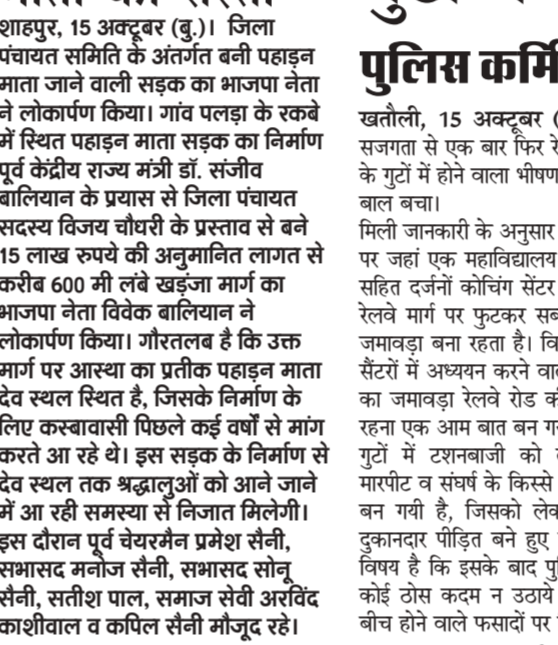 शाहपुर, 15 अक्टूबर (बु.)। जिला
पंचायत समिति के अंतर्गत बनी पहाड़न
माता जाने वाली सड़क का भाजपा नेता
ने लोकार्पण किया। गांव पलड़ा के रकबे
में स्थित पहाड़न माता सड़क का निर्माण
पूर्व केंद्रीय राज्य मंत्री डॉ. संजीव
बालियान के प्रयास से जिला पंचायत
सदस्य विजय चौधरी के प्रस्ताव से बने
15 लाख रुपये की अनुमानित लागत से
करीब 600 मी लंबे खड़ंजा मार्ग का
भाजपा नेता विवेक बालियान ने
लोकार्पण किया। गौरतलब है कि उक्त
मार्ग पर आस्था का प्रतीक पहाड़न माता
देव स्थल स्थित है, जिसके निर्माण के
लिए कस्बावासी पिछले कई वर्षों से मांग
करते आ रहे थे। इस सड़क के निर्माण से
देव स्थल तक श्रद्धालुओं को आने जाने
में आ रही समस्या से निजात मिलेगी।
इस दौरान पूर्व चेयरमैन प्रमेश सैनी,
सभासद मनोज सैनी, सभासद सोनू
सैनी, सतीश पाल, समाज सेवी अरविंद
काशीवाल व कपिल सैनी मौजूद रहे।
पुलिस कर्मि
खतौली, 15 अक्टूबर (
सजगता से एक बार फिर रे
के गुटों में होने वाला भीषण
बाल बचा।
मिली जानकारी के अनुसार
पर जहां एक महाविद्यालय
सहित दर्जनों कोचिंग सेंटर
रेलवे मार्ग पर फुटकर सब
जमावड़ा बना रहता है। वि
सैंटरों में अध्ययन करने वा
का जमावड़ा रेलवे रोड क
रहना एक आम बात बन ग
गुटों में टशनबाजी को
मारपीट व संघर्ष के किस्से
बन गयी है, जिसको लेक
दुकानदार पीड़ित बने हुए
विषय है कि इसके बाद पु
कोई ठोस कदम न उठाये
बीच होने वाले फसादों पर